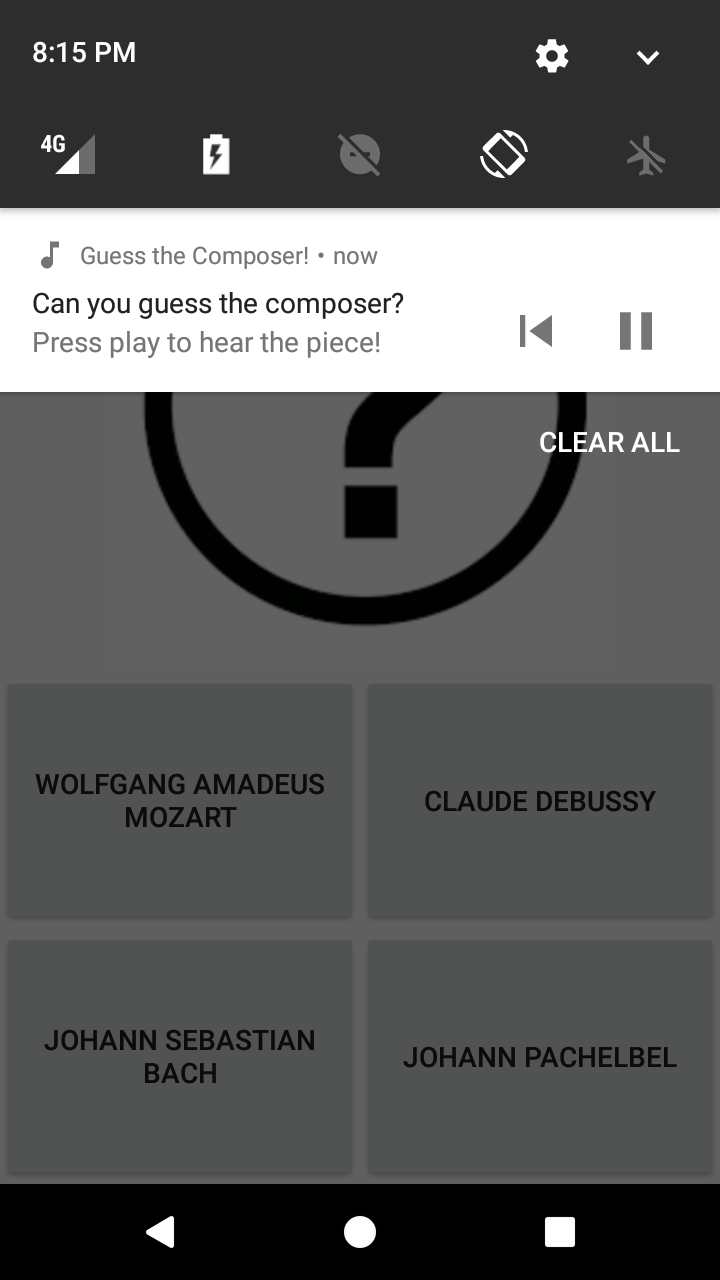 8:15 PM
4G
Guess the Composer! • now
Can you guess the composer?
Press play to hear the piece!
CLEAR ALL
WOLFGANG AMADEUS
MOZART
CLAUDE DEBUSSY
JOHANN SEBASTIAN
BACH
JOHANN PACHELBEL